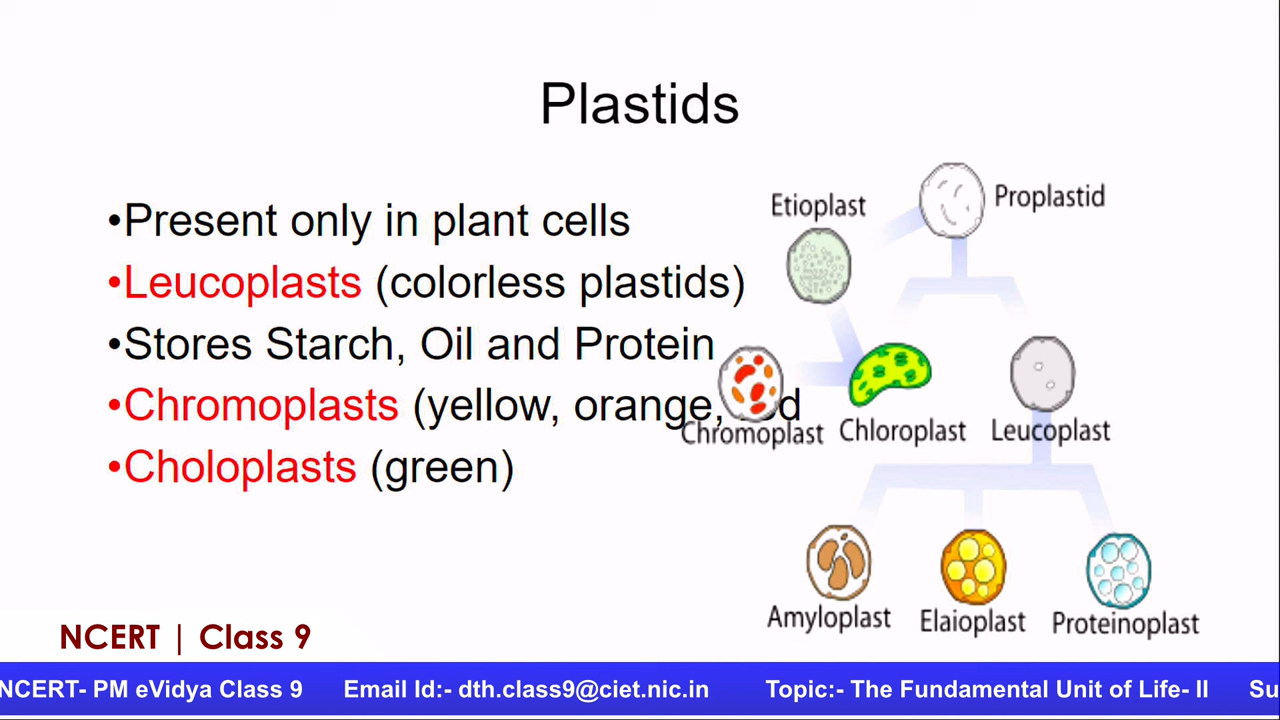 Plastids
•Present only in plant cells
•Leucoplasts (colorless plastids)
•Stores Starch, Oil and Protein
•Chromoplasts (yellow, orange,
•Choloplasts (green)
Etioplast
Proplastid
Chromoplast
Chloroplast
Leucoplast
Amyloplast
Elaioplast
Proteinoplast
NCERT | Class 9
NCERT- PM eVidya Class 9 Email Id:- dth.class9@ciet.nic.in Topic:- The Fundamental Unit of Life- II Su